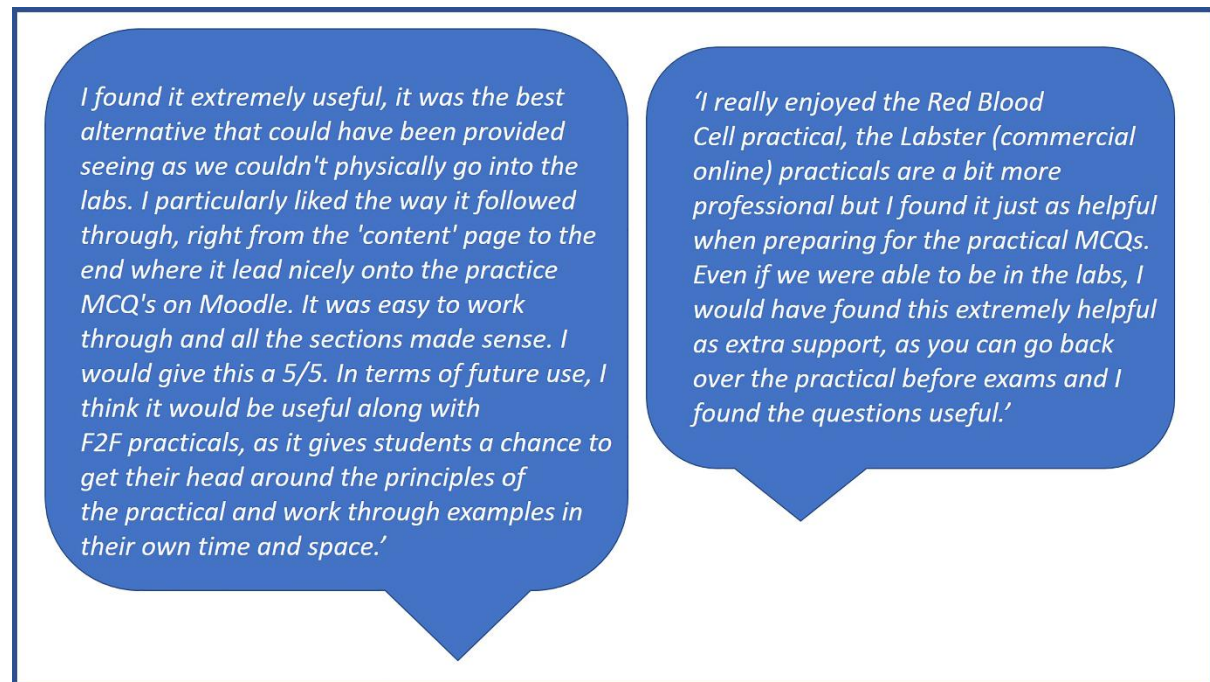 I found it extremely useful, it was the best
alternative that could have been provided
seeing as we couldn't physically go into the
labs. I particularly liked the way it followed
through, right from the 'content' page to the
end where it lead nicely onto the practice
MCQ's on Moodle. It was easy to work
through and all the sections made sense. I
would give this a 5/5. In terms of future use, I
think it would be useful along with
F2F practicals, as it gives students a chance to
get their head around the principles of
the practical and work through examples in
their own time and space.’
‘I really enjoyed the Red Blood
Cell practical, the Labster (commercial
online) practicals are a bit more
professional but I found it just as helpful
when preparing for the practical MCQs.
Even if we were able to be in the labs, I
would have found this extremely helpful
as extra support, as you can go back
over the practical before exams and I
found the questions useful.’